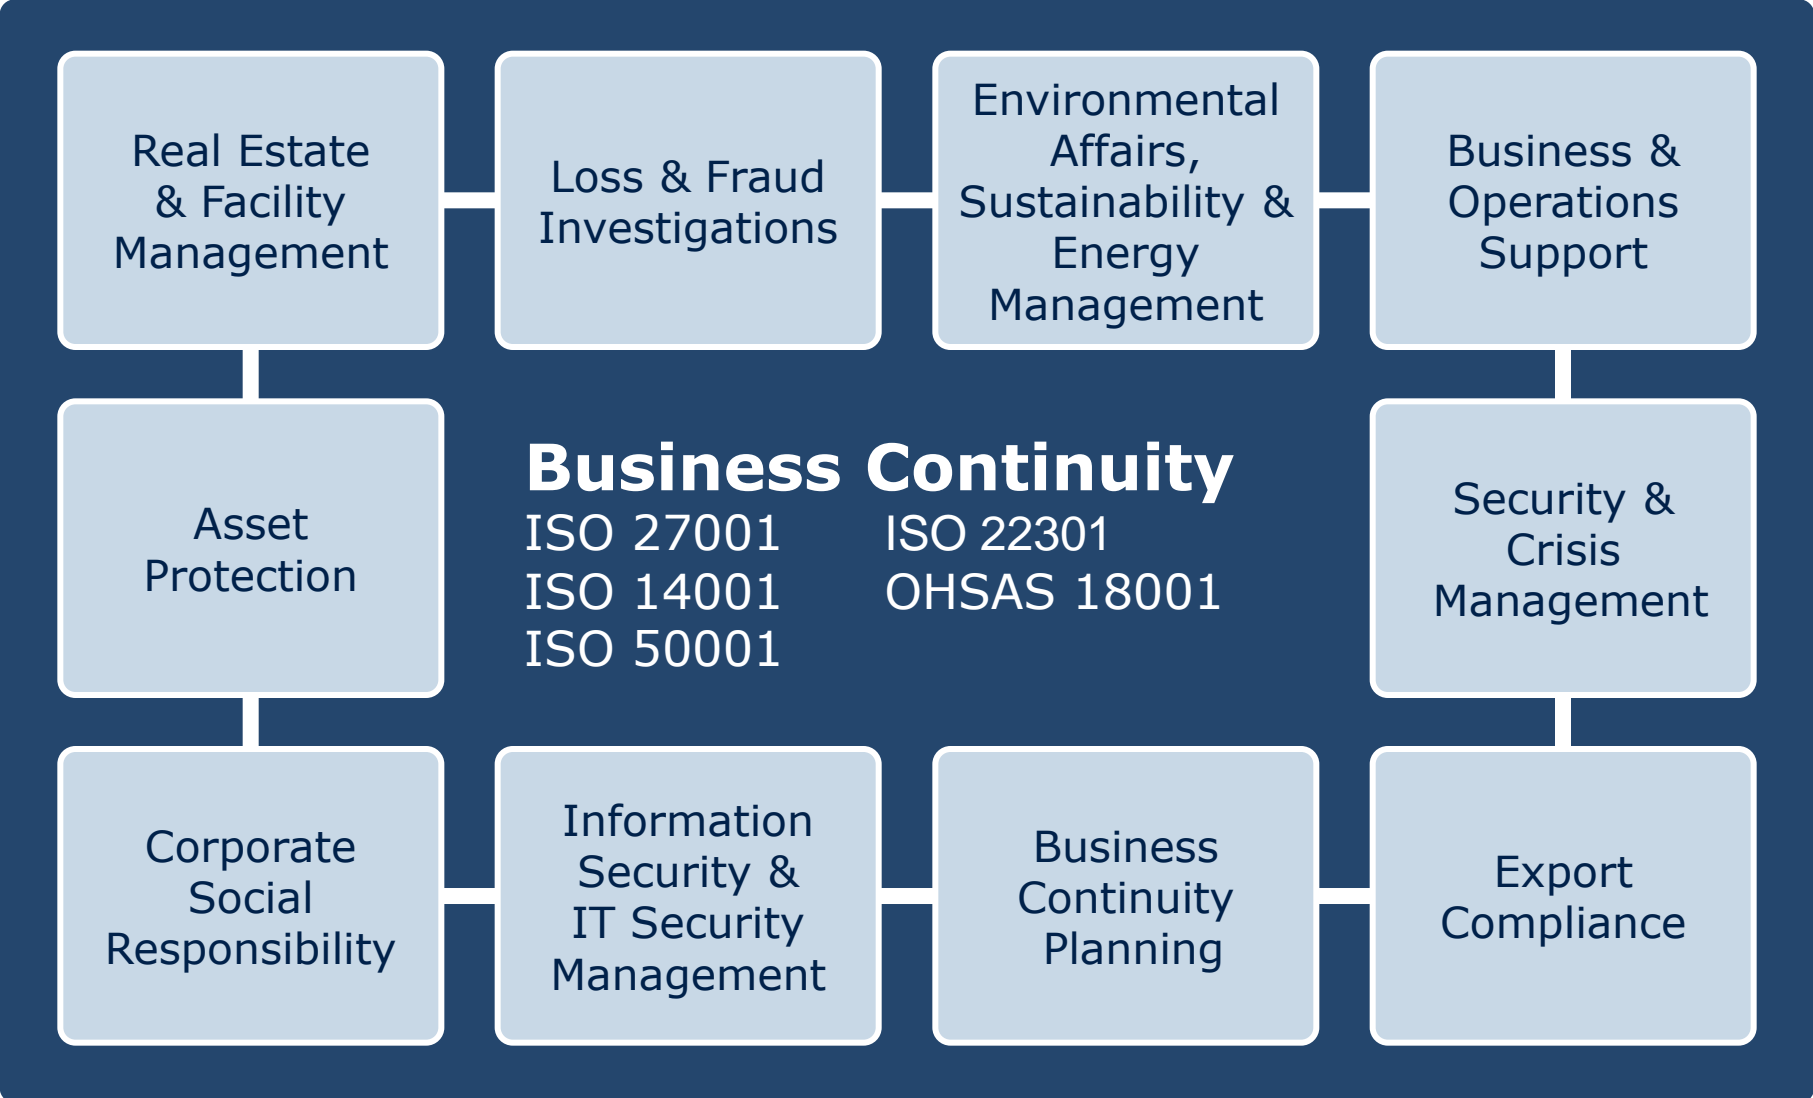 Real Estate
& Facility
Management
Loss & Fraud
Investigations
Environmental
Affairs,
Sustainability &
Energy
Management
Business &
Operations
Support
Asset
Protection
Business Continuity
ISO 27001 ISO 22301
ISO 14001 OHSAS 18001
ISO 50001
Security &
Crisis
Management
Corporate
Social
Responsibility
Information
Security &
IT Security
Management
Business
Continuity
Planning
Export
Compliance